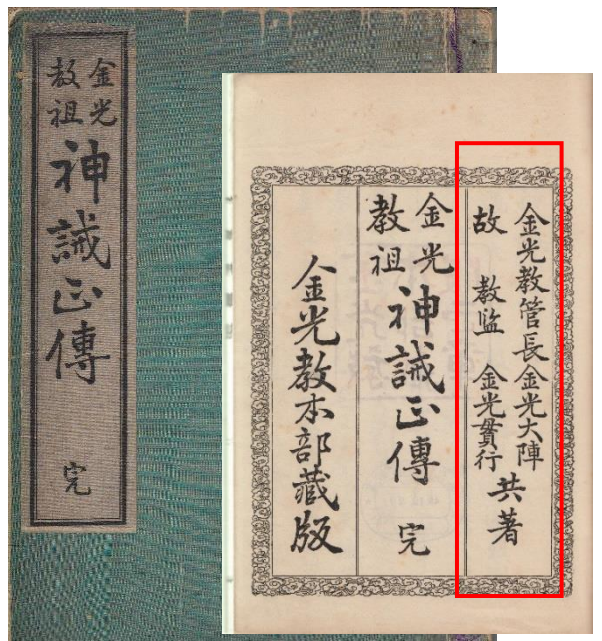 金光
教祖
神誡正傳 完
金光教管長金光大陣
故 教監 金光貫行
共著
金光
教祖
神誡正傳 完
金光教本部藏版